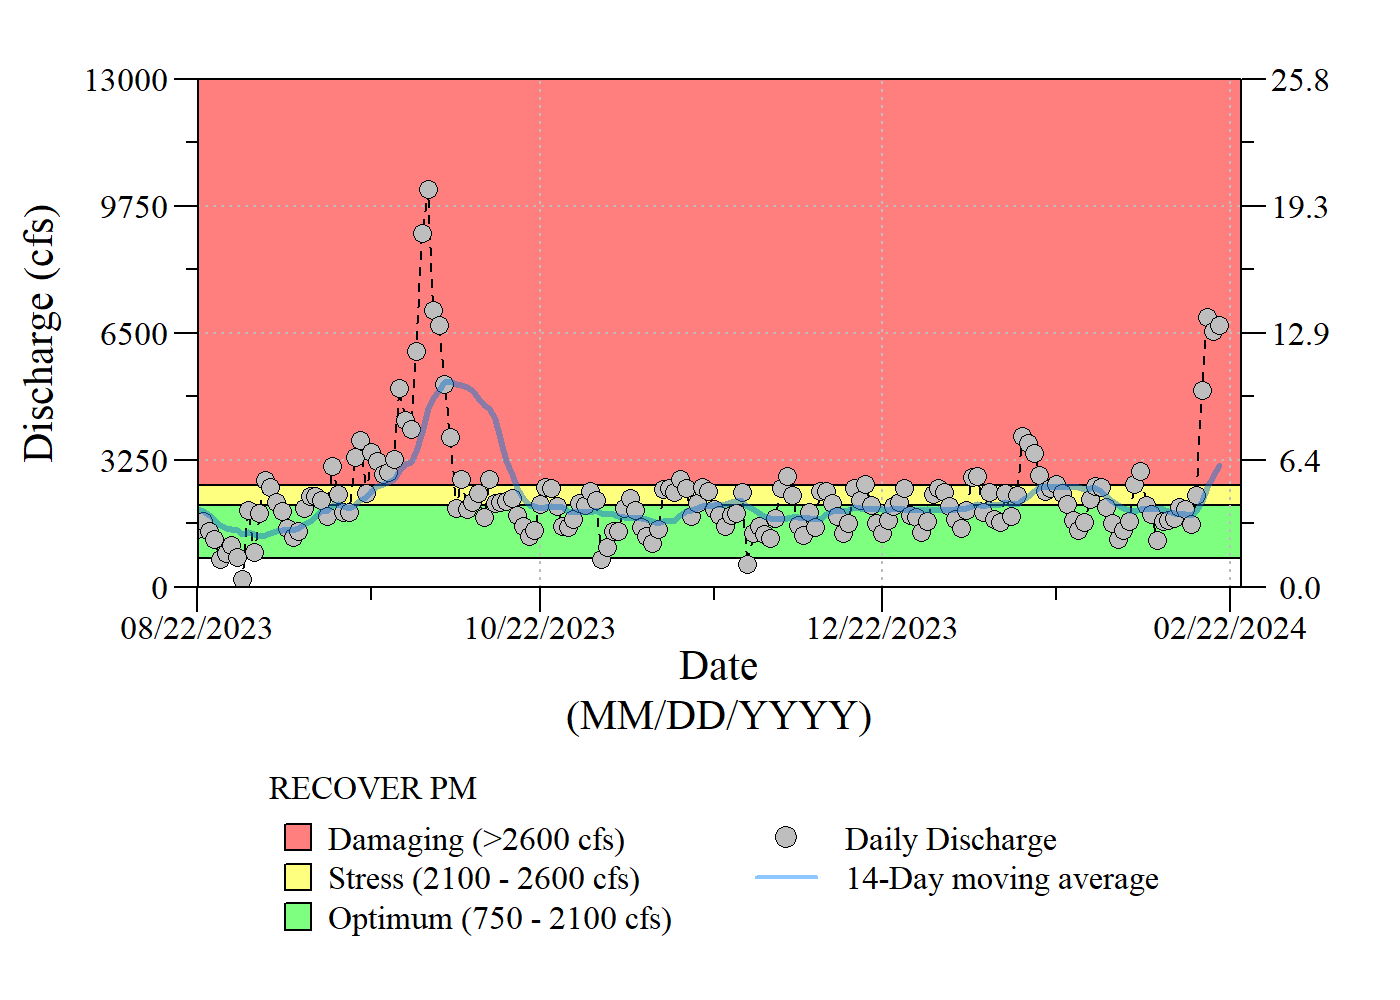 13000
9750
6500
3250
0
Discharge (cfs)
25.8
19.3
12.9
6.4
0.0
08/22/2023
10/22/2023
12/22/2023
02/22/2024
Date
(MM/DD/YYYY)
RECOVER PM
Damaging (>2600 cfs)
Stress (2100 - 2600 cfs)
Optimum (750 - 2100 cfs)
Daily Discharge
14-Day moving average